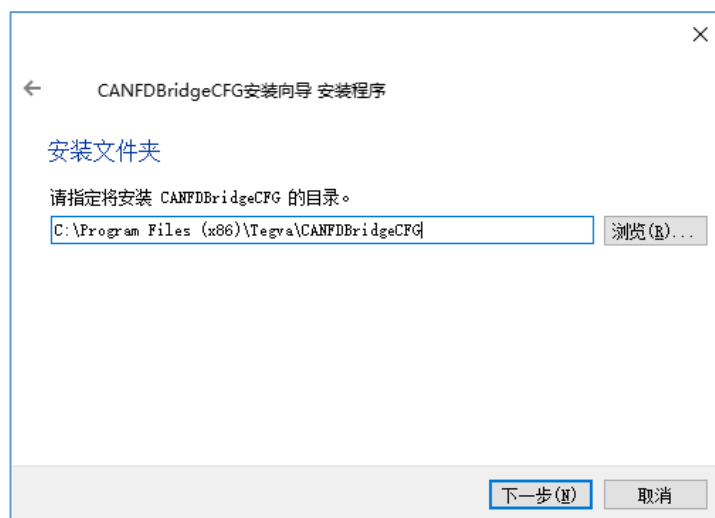 CANFDBridgeCFG安装向导 安装程序
安装文件夹
请指定将安装 CANFDBridgeCFG 的目录。
C:\Program Files (x86)\Tegva\CANFDBridgeCFG
浏览(R)...
下一步(N)
取消